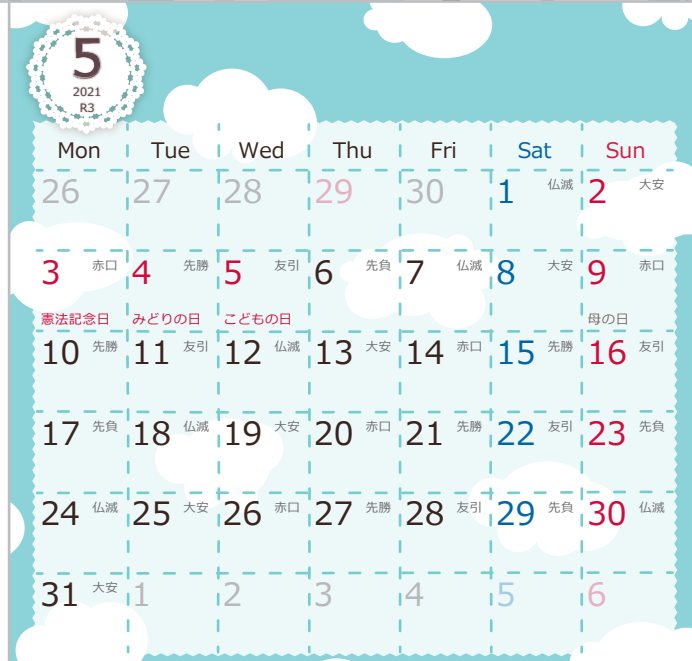 5
2021
R3
Mon Tue Wed Thu Fri Sat Sun
26 27 28 29 30 1 仏滅 2 大安
3 赤口 4 先勝 5 友引 6 先負 7 仏滅 8 大安 9 赤口
憲法記念日 みどりの日 こどもの日 母の日
10 先勝 11 友引 12 仏滅 13 大安 14 赤口 15 先勝 16 友引
17 先負 18 仏滅 19 大安 20 赤口 21 先勝 22 友引 23 先負
24 仏滅 25 大安 26 赤口 27 先勝 28 友引 29 先負 30 仏滅
31 大安 1 2 3 4 5 6